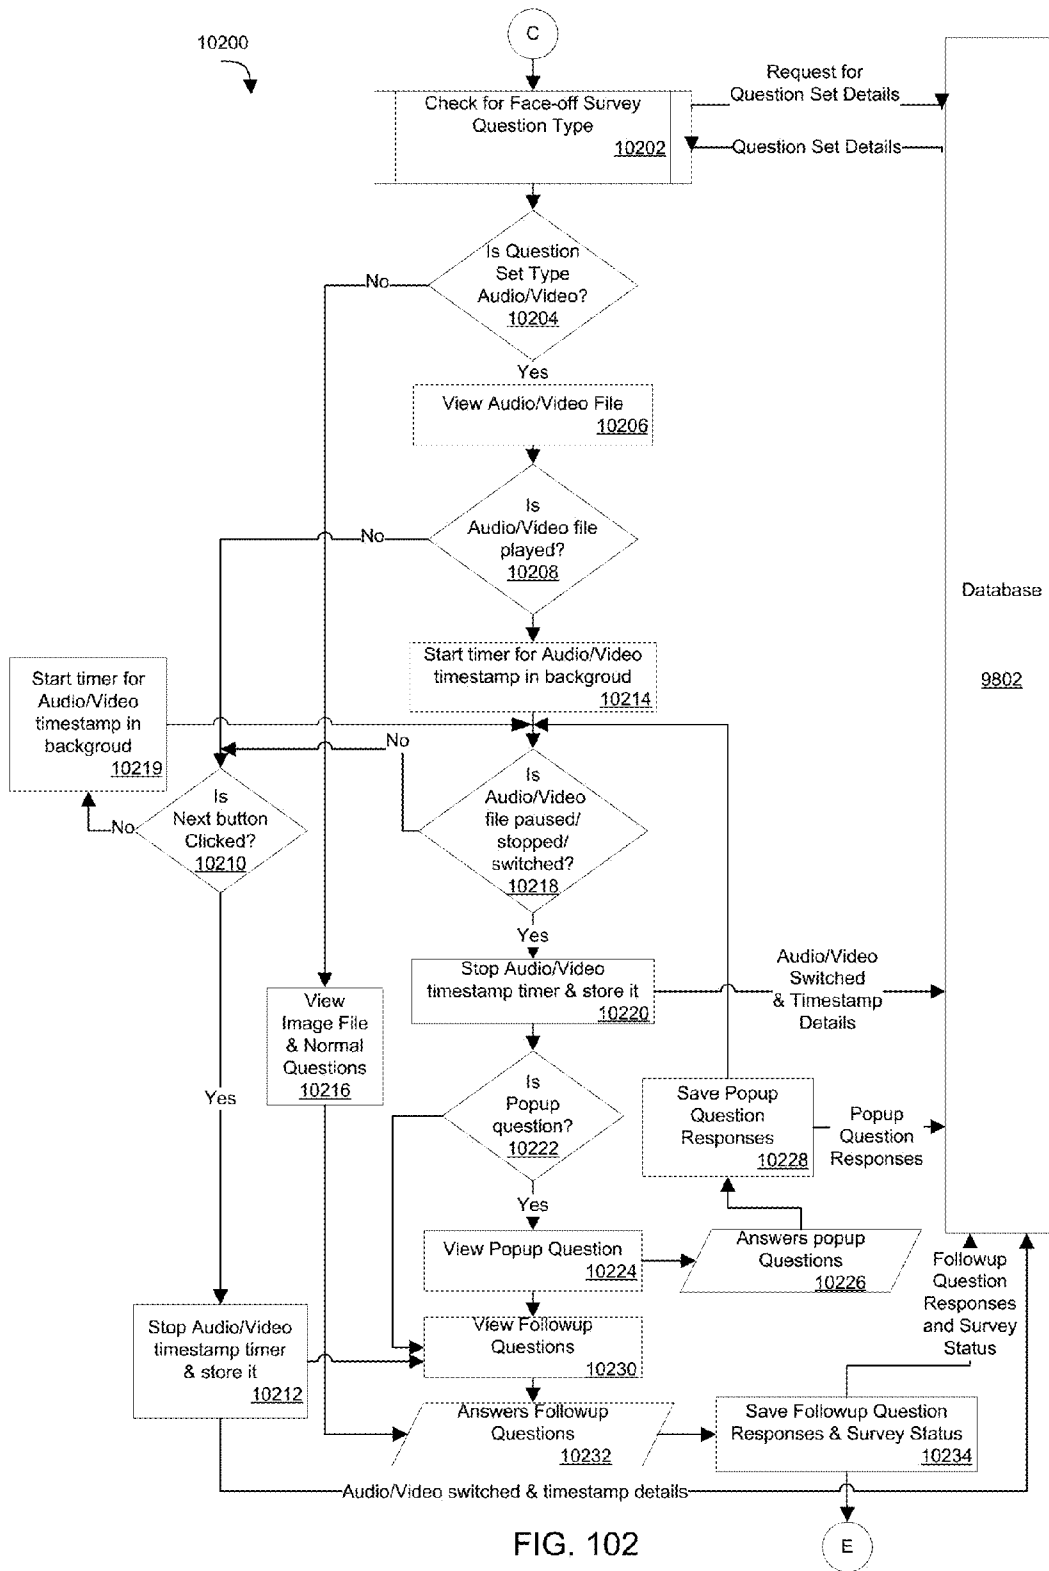 C
10200
Request for
Question Set Details
Check for Face-off Survey
Question Type
10202
Question Set Details
Is Question
Set Type
Audio/Video?
10204
No
Yes
View Audio/Video File
10206
Is
Audio/Video file
played?
10208
No
Database
9802
Start timer for Audio/Video
timestamp in backgroud
10214
Start timer for
Audio/Video
timestamp in
backgroud
10219
No
Is
Next button
Clicked?
10210
No
Is
Audio/Video
file paused/
stopped/
switched?
10218
Yes
Stop Audio/Video
timestamp timer & store it
10220
Audio/Video
Switched
& Timestamp
Details
View
Image File
& Normal
Questions
10216
Yes
Is
Popup
question?
10222
Save Popup
Question
Responses
10228
Popup
Question
Responses
Yes
View Popup Question
10224
Answers popup
Questions
10226
Followup
Question
Responses
and Survey
Status
Stop Audio/Video
timestamp timer
& store it
10212
View Followup
Questions
10230
Answers Followup
Questions
10232
Save Followup Question
Responses & Survey Status
10234
Audio/Video switched & timestamp details
E
FIG. 102